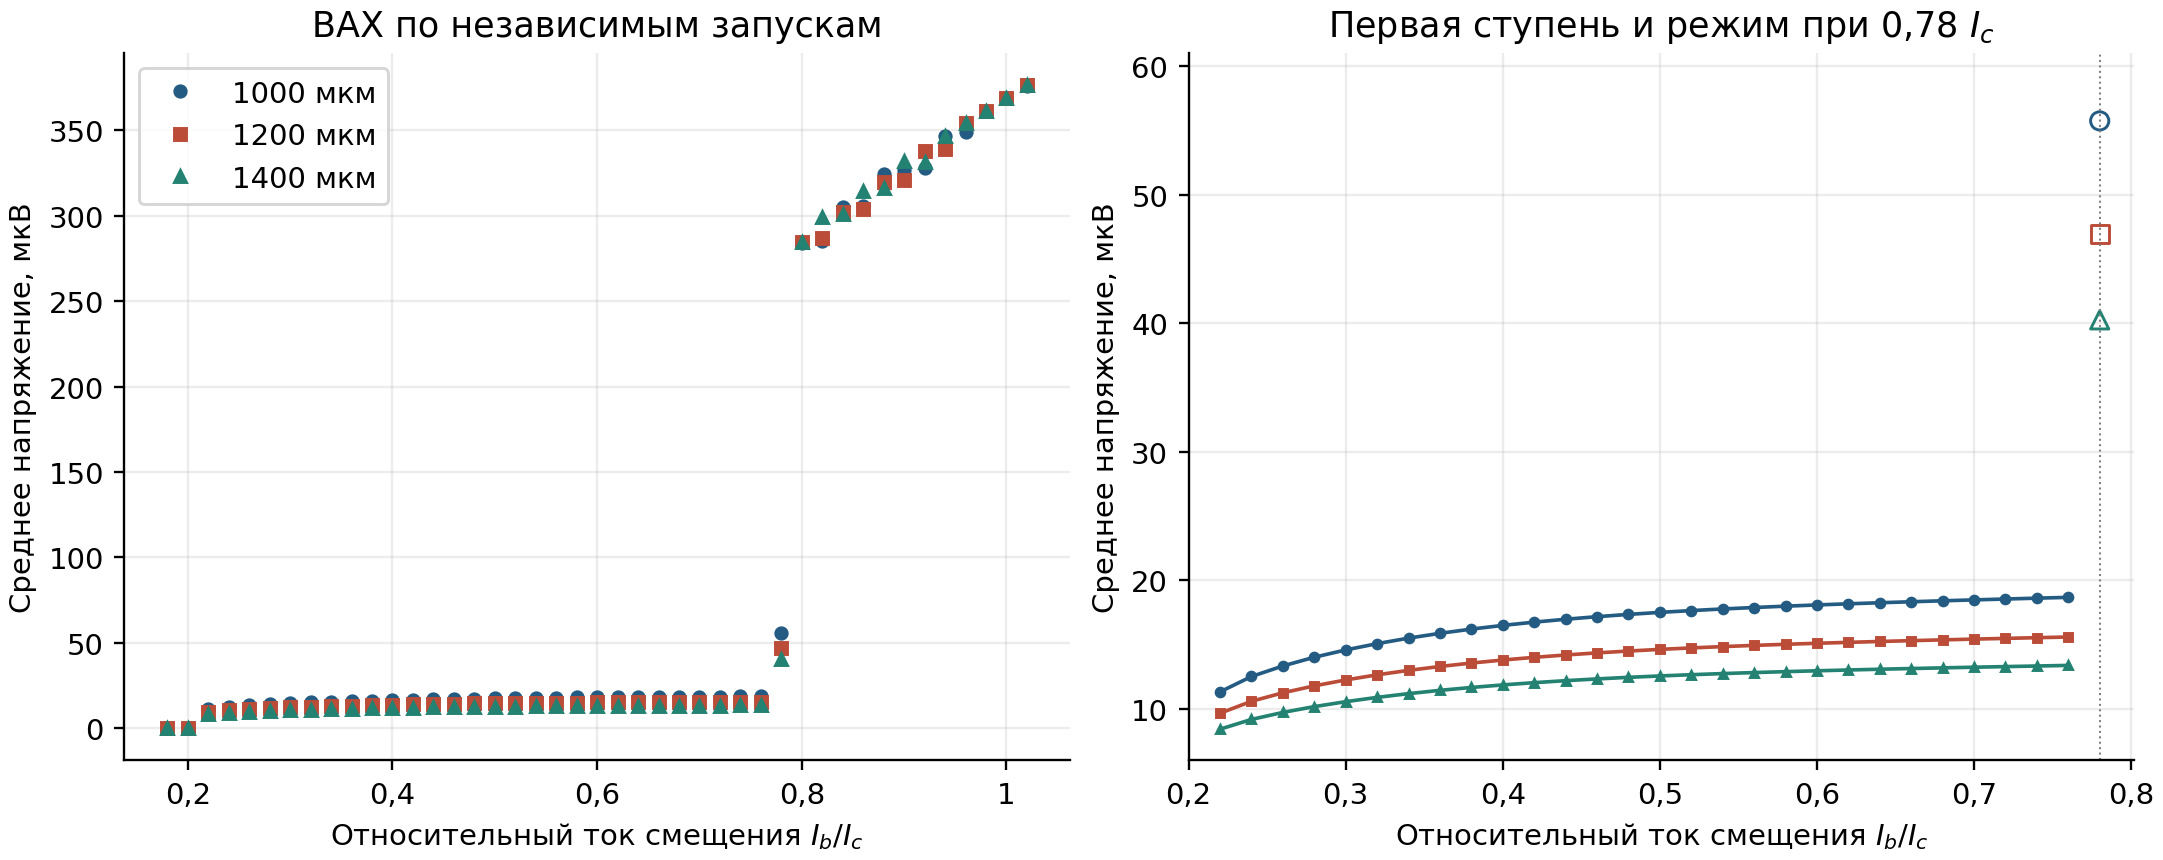 ВАХ по независимым запускам
1000 мкм
1200 мкм
1400 мкм
Среднее напряжение, мкВ
350
300
250
200
150
100
50
0
0,2 0,4 0,6 0,8 1
Относительный ток смещения I_b/I_c
Первая ступень и режим при 0,78 I_c
Среднее напряжение, мкВ
60
50
40
30
20
10
0,2 0,3 0,4 0,5 0,6 0,7 0,8
Относительный ток смещения I_b/I_c